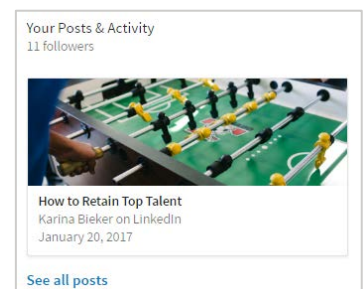 Your Posts & Activity
11 followers
How to Retain Top Talent
Karina Bieker on LinkedIn
January 20, 2017
See all posts